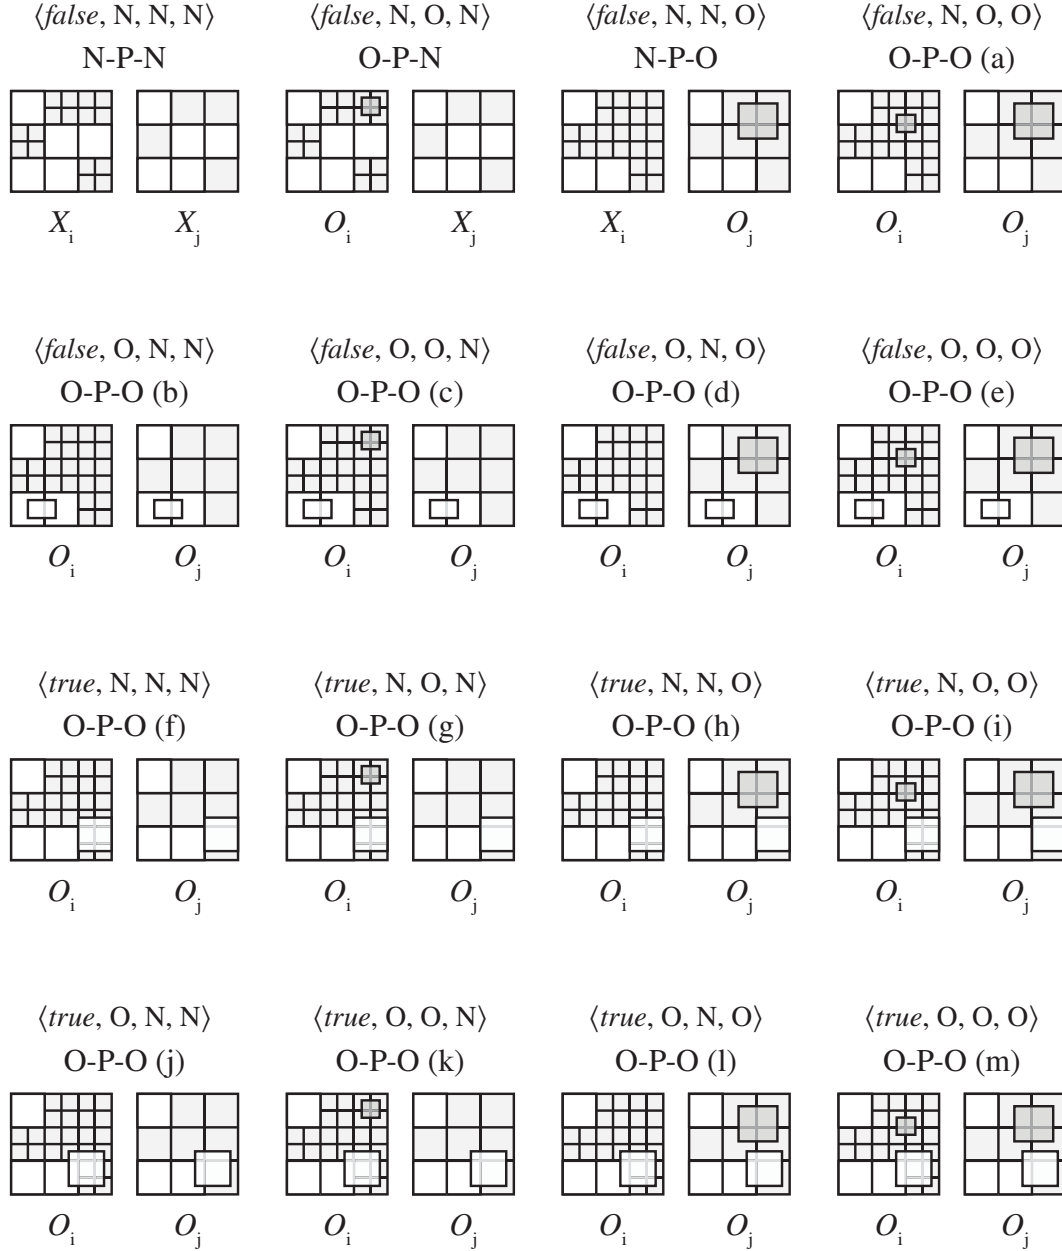 ⟨false, N, N, N⟩ ⟨false, N, O, N⟩ ⟨false, N, N, O⟩ ⟨false, N, O, O⟩
N-P-N O-P-N N-P-O O-P-O (a)
X_i X_j O_i X_j X_i O_j O_i O_j
⟨false, O, N, N⟩ ⟨false, O, O, N⟩ ⟨false, O, N, O⟩ ⟨false, O, O, O⟩
O-P-O (b) O-P-O (c) O-P-O (d) O-P-O (e)
O_i O_j O_i O_j O_i O_j O_i O_j
⟨true, N, N, N⟩ ⟨true, N, O, N⟩ ⟨true, N, N, O⟩ ⟨true, N, O, O⟩
O-P-O (f) O-P-O (g) O-P-O (h) O-P-O (i)
O_i O_j O_i O_j O_i O_j O_i O_j
⟨true, O, N, N⟩ ⟨true, O, O, N⟩ ⟨true, O, N, O⟩ ⟨true, O, O, O⟩
O-P-O (j) O-P-O (k) O-P-O (l) O-P-O (m)
O_i O_j O_i O_j O_i O_j O_i O_j